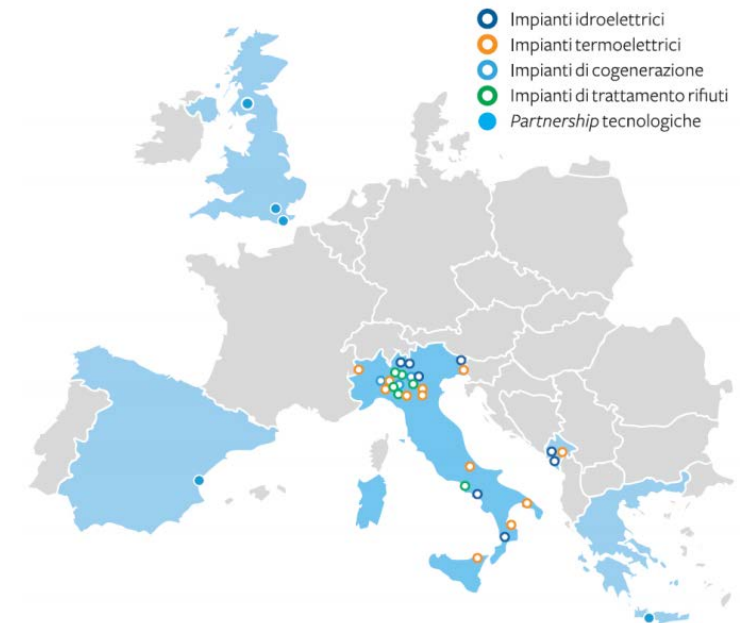 Impianti idroelettrici
Impianti termoelettrici
Impianti di cogenerazione
Impianti di trattamento rifiuti
Partnership tecnologiche